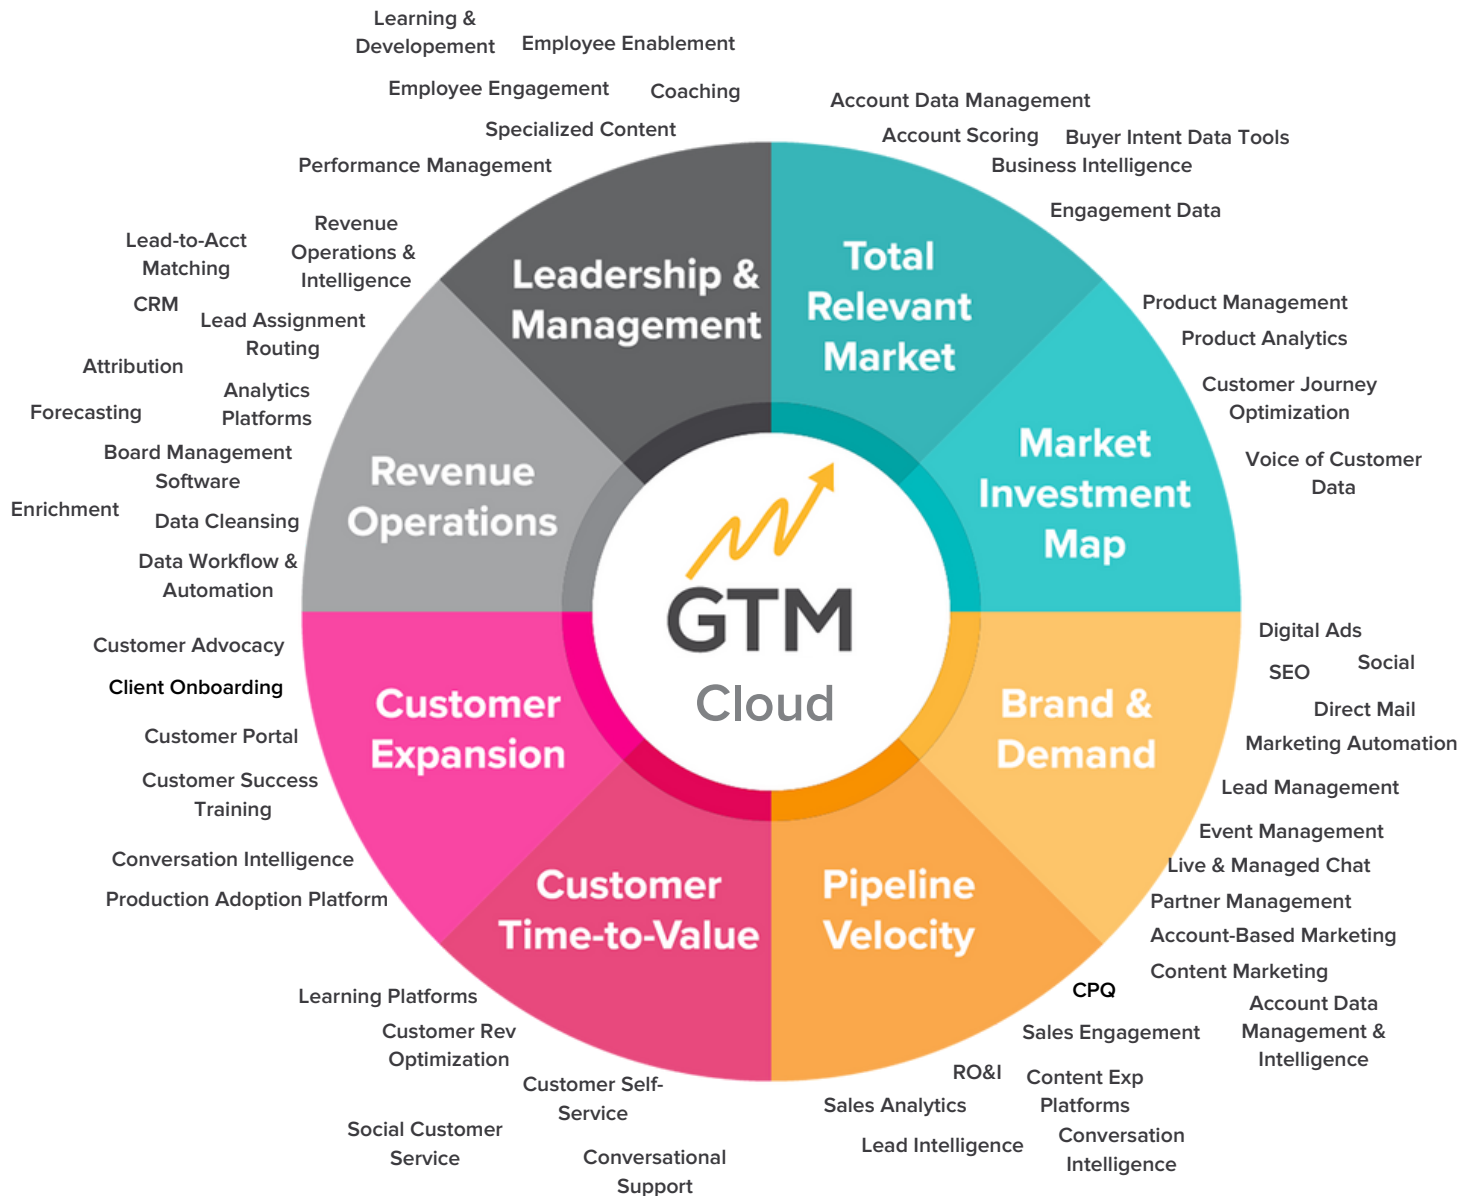 Learning &
Developement
Employee Enablement
Employee Engagement
Coaching
Specialized Content
Performance Management
Account Data Management
Account Scoring
Buyer Intent Data Tools
Business Intelligence
Engagement Data
Revenue
Operations &
Intelligence
Lead-to-Acct
Matching
CRM
Lead Assignment
Routing
Attribution
Analytics
Platforms
Forecasting
Board Management
Software
Enrichment
Data Cleansing
Data Workflow &
Automation
Product Management
Product Analytics
Customer Journey
Optimization
Voice of Customer
Data
Leadership &
Management
Total
Relevant
Market
Revenue
Operations
Market
Investment
Map
GTM
Cloud
Customer
Expansion
Brand &
Demand
Customer
Time-to-Value
Pipeline
Velocity
Customer Advocacy
Client Onboarding
Customer Portal
Customer Success
Training
Conversation Intelligence
Production Adoption Platform
Digital Ads
SEO
Social
Direct Mail
Marketing Automation
Lead Management
Event Management
Live & Managed Chat
Partner Management
Account-Based Marketing
Content Marketing
Account Data
Management &
Intelligence
Learning Platforms
Customer Rev
Optimization
Customer Self-
Service
Social Customer
Service
Conversational
Support
CPQ
Sales Engagement
RO&I
Content Exp
Platforms
Sales Analytics
Lead Intelligence
Conversation
Intelligence